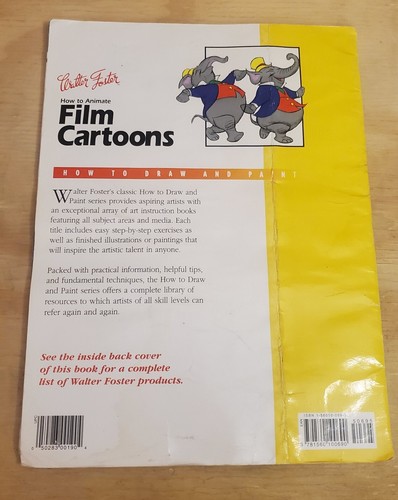 Walter Foster
How to Animate
Film
Cartoons
HOW TO DRAW AND PAINT
Walter Foster's classic How to Draw and
Paint series provides aspiring artists with
an exceptional array of art instruction books
featuring all subject areas and media. Each
title includes easy step-by-step exercises as
well as finished illustrations or paintings that
will inspire the artistic talent in anyone.
Packed with practical information, helpful tips,
and fundamental techniques, the How to Draw
and Paint series offers a complete library of
resources to which artists of all skill levels can
refer again and again.
See the inside back cover
of this book for a complete
list of Walter Foster products.
50283 00190